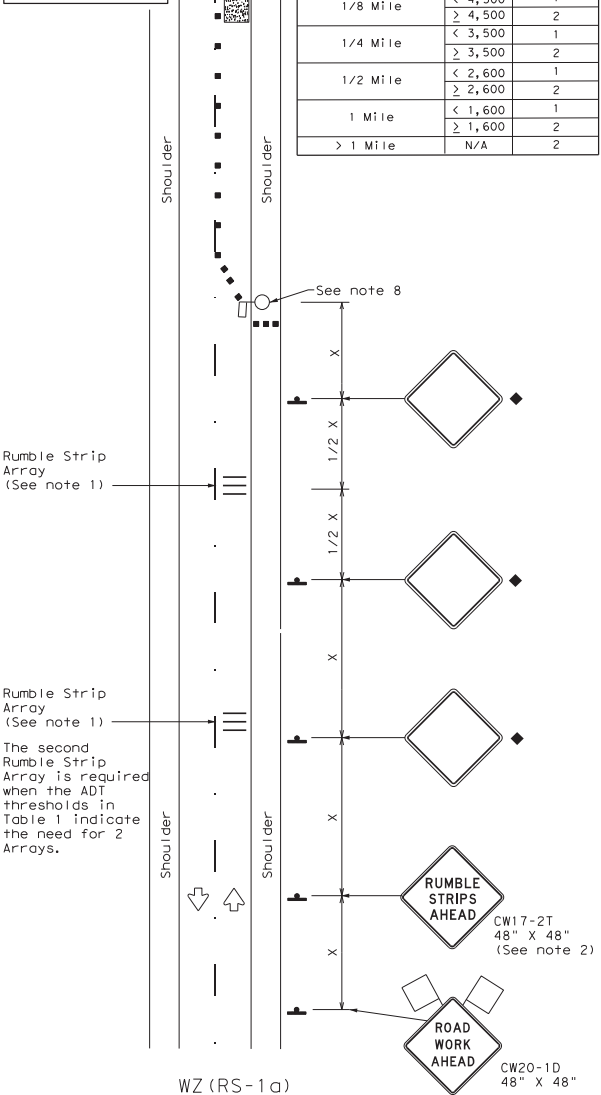 1/8 Mile
< 4,500 1
≥ 4,500 2
1/4 Mile
< 3,500 1
≥ 3,500 2
1/2 Mile
< 2,600 1
≥ 2,600 2
1 Mile
< 1,600 1
≥ 1,600 2
> 1 Mile N/A 2
Shoulder
Shoulder
See note 8
X
1/2 X
Rumble Strip
Array
(See note 1)
1/2 X
X
Rumble Strip
Array
(See note 1)
The second
Rumble Strip
Array is required
when the ADT
thresholds in
Table 1 indicate
the need for 2
Arrays.
X
Shoulder
Shoulder
RUMBLE
STRIPS
AHEAD
CW17-2T
48" X 48"
(See note 2)
X
ROAD
WORK
AHEAD
CW20-1D
48" X 48"
WZ(RS-1a)